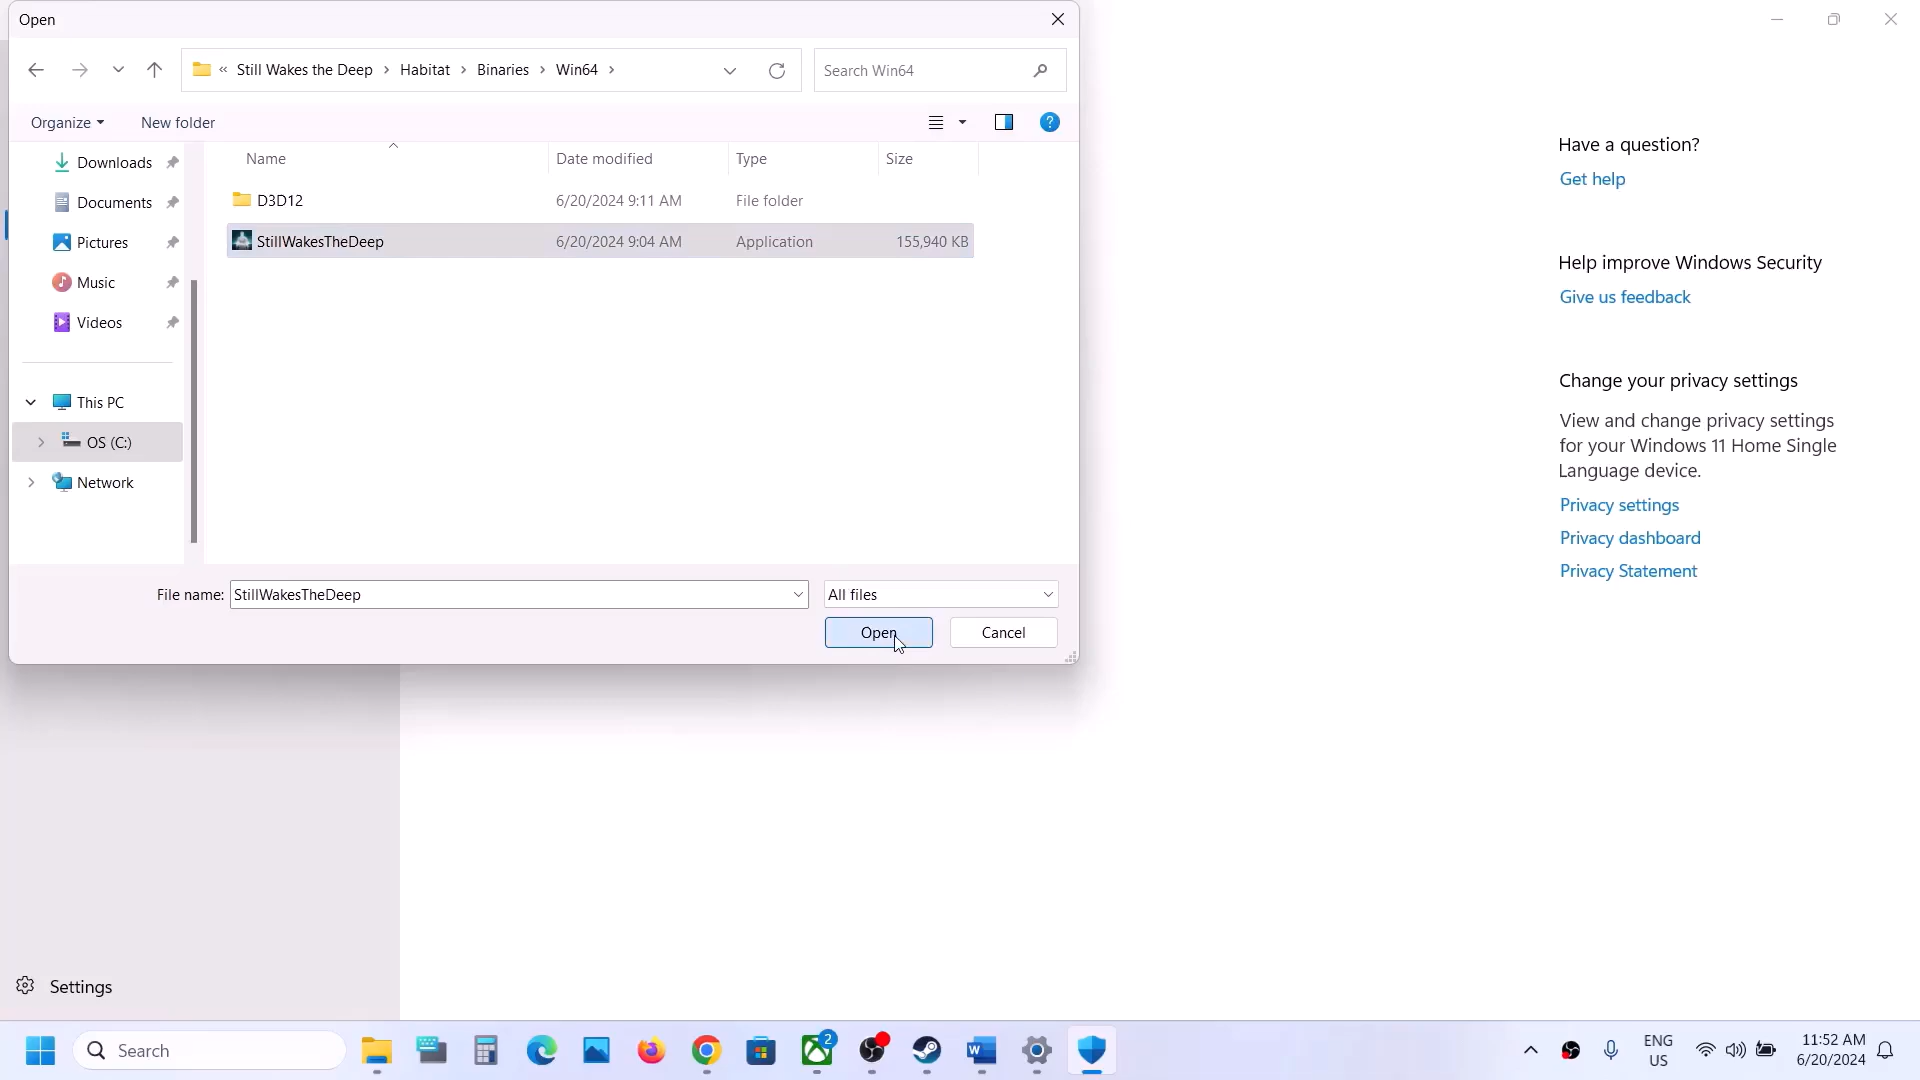 Open
« Still Wakes the Deep > Habitat > Binaries > Win64 >
Search Win64
Organize
New folder
Name
Date modified
Type
Size
Downloads
Documents
Pictures
Music
Videos
This PC
OS (C:)
Network
D3D12 6/20/2024 9:11 AM File folder
StillWakesTheDeep 6/20/2024 9:04 AM Application 155,940 KB
File name: StillWakesTheDeep
All files
Open
Cancel
Have a question?
Get help
Help improve Windows Security
Give us feedback
Change your privacy settings
View and change privacy settings
for your Windows 11 Home Single
Language device.
Privacy settings
Privacy dashboard
Privacy Statement
Settings
Search
2
ENG
US
11:52 AM
6/20/2024